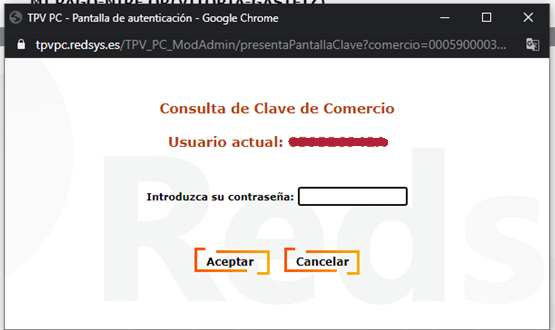 TPV PC - Pantalla de autenticación - Google Chrome
tpvpc.redsys.es/TPV_PC_ModAdmin/presentaPantallaClave?comercio=0005900003...
Consulta de Clave de Comercio
Usuario actual:
Introduzca su contraseña:
Aceptar Cancelar
Reds